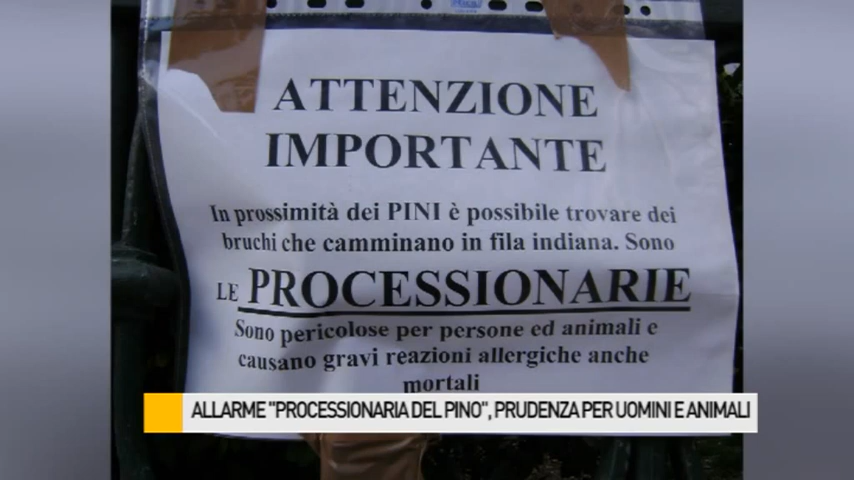 ATTENZIONE
IMPORTANTE
In prossimità dei PINI è possibile trovare dei
bruchi che camminano in fila indiana. Sono
LE PROCESSIONARIE
Sono pericolose per persone ed animali e
causano gravi reazioni allergiche anche
mortali
ALLARME "PROCESSIONARIA DEL PINO", PRUDENZA PER UOMINI E ANIMALI